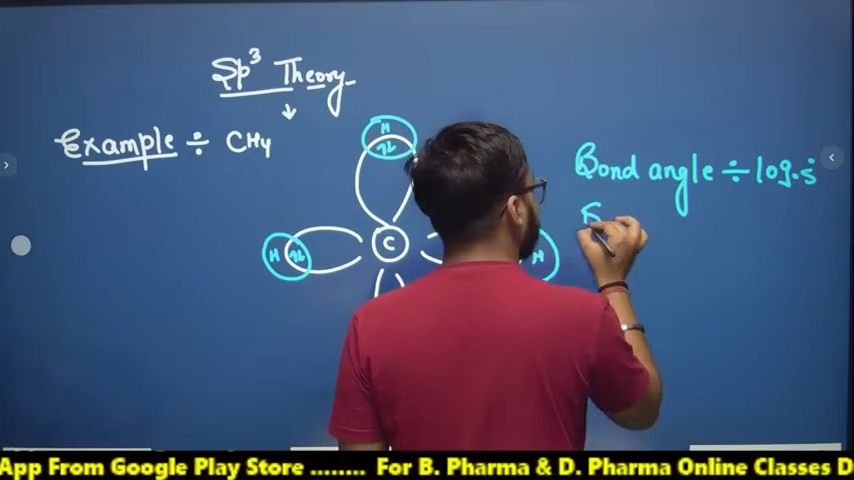 Sp³ Theory
Example ÷ CH4
H
C
H
H
Bond angle ÷ 109.5
App From Google Play Store ........ For B. Pharma & D. Pharma Online Classes D